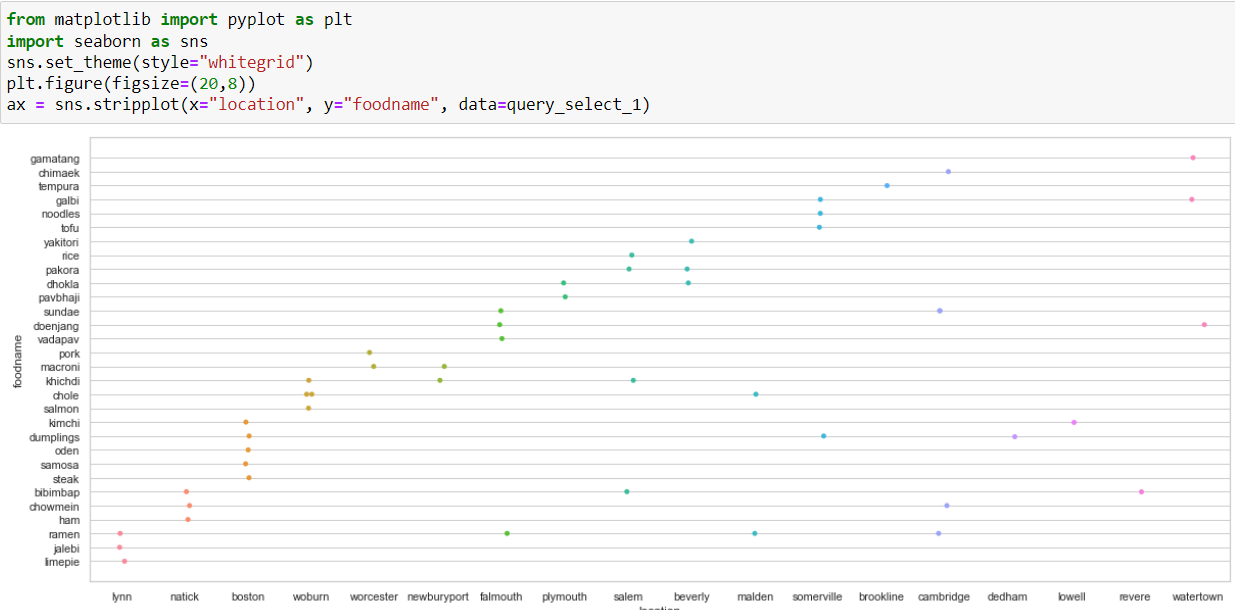 from matplotlib import pyplot as plt
import seaborn as sns
sns.set_theme(style="whitegrid")
plt.figure(figsize=(20,8))
ax = sns.stripplot(x="location", y="foodname", data=query_select_1)
gamatang
chimaek
tempura
galbi
noodles
tofu
yakitori
rice
pakora
dhokla
pavbhaji
sundae
doenjang
vadapav
pork
macroni
khichdi
chole
salmon
kimchi
dumplings
oden
samosa
steak
bibimbap
chowmein
ham
ramen
jalebi
limepie
foodname
lynn natick boston woburn worcester newburyport falmouth plymouth salem beverly malden somerville brookline cambridge dedham lowell revere watertown
location